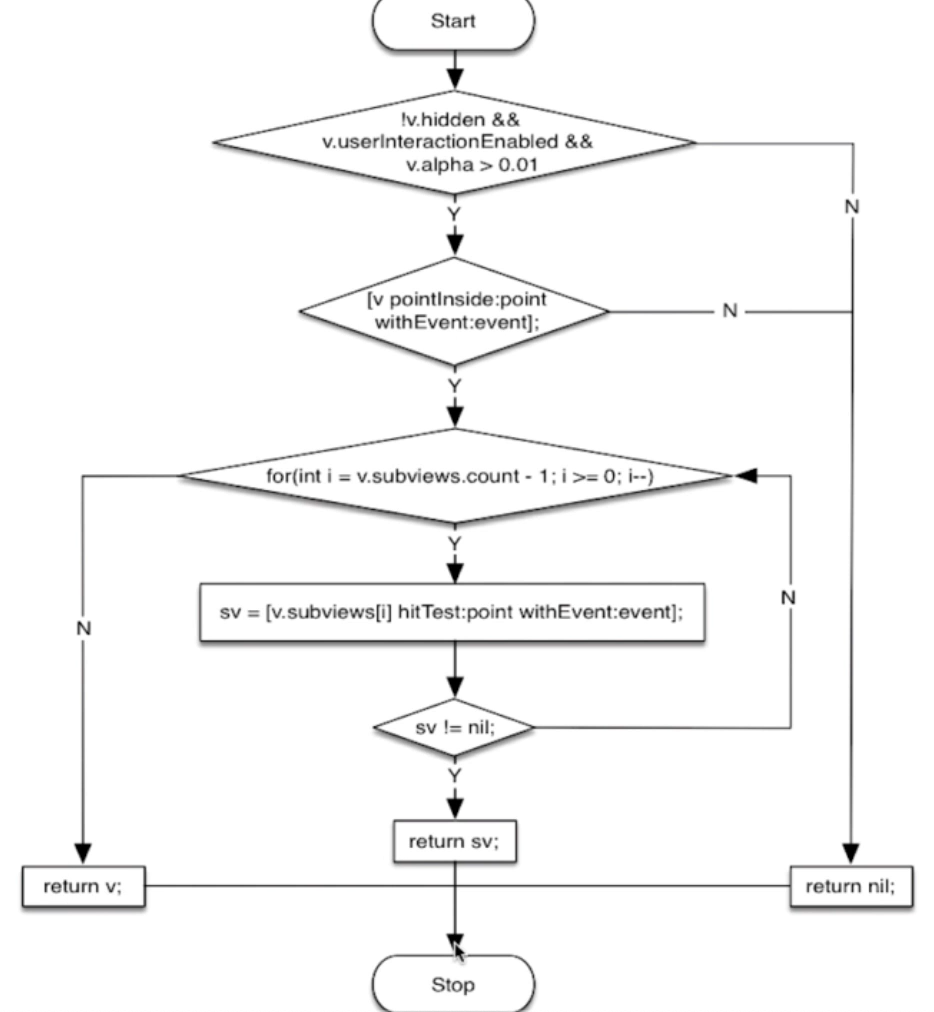 Start
!v.hidden &&
v.userInteractionEnabled &&
v.alpha > 0.01
N
Y
[v pointInside:point
withEvent:event];
N
Y
for(int i = v.subviews.count - 1; i >= 0; i--)
Y
sv = [v.subviews[i] hitTest:point withEvent:event];
N
N
sv != nil;
Y
return sv;
return v;
return nil;
Stop